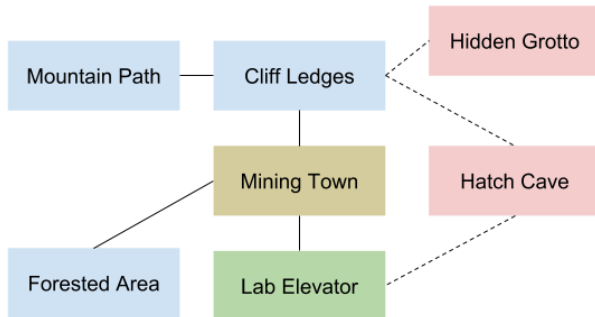 Hidden Grotto
Mountain Path
Cliff Ledges
Mining Town
Hatch Cave
Forested Area
Lab Elevator